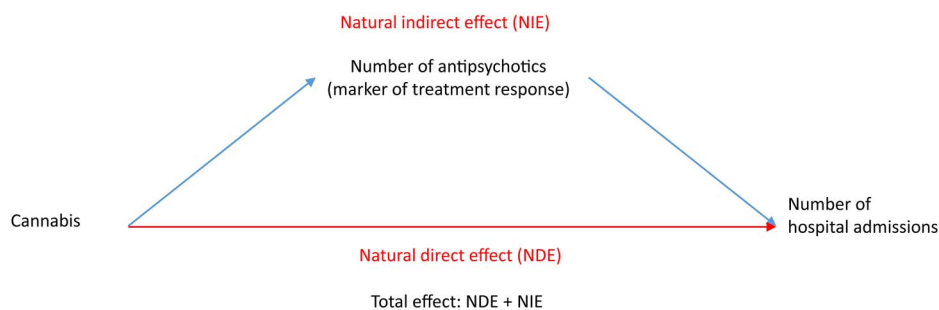 Natural indirect effect (NIE)
Number of antipsychotics
(marker of treatment response)
Cannabis
Number of
hospital admissions
Natural direct effect (NDE)
Total effect: NDE + NIE